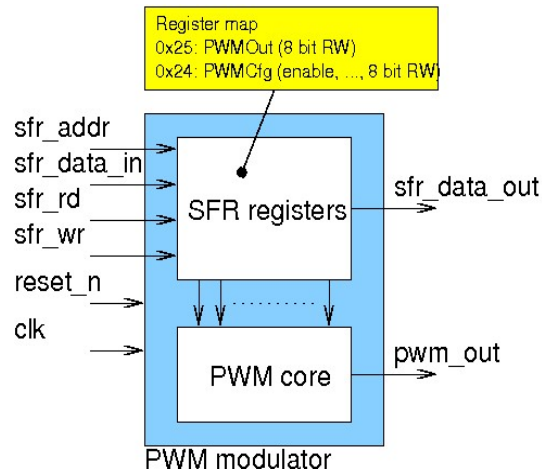 Register map
0x25: PWMOut (8 bit RW)
0x24: PWMCfg (enable, ..., 8 bit RW)
sfr_addr
sfr_data_in
sfr_rd
sfr_wr
reset_n
clk
SFR registers
sfr_data_out
PWM core
pwm_out
PWM modulator